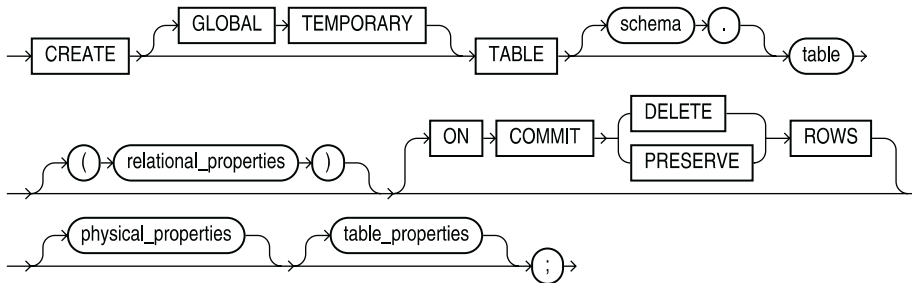 GLOBAL TEMPORARY schema .
CREATE TABLE table
DELETE
ON COMMIT ROWS
( relational_properties ) PRESERVE
physical_properties table_properties
;